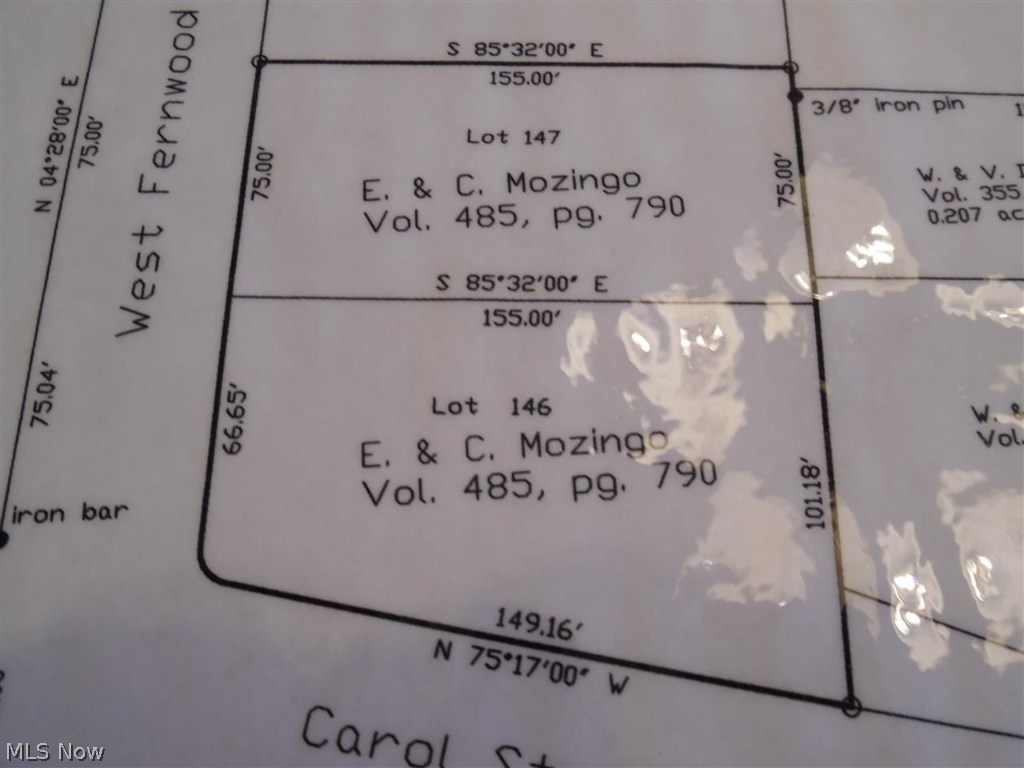 S 85°32'00" E
155.00'
West Fernwood
N 04°28'00" E
75.00'
3/8" iron pin
Lot 147
75.00'
75.00'
E. & C. Mozingo
Vol. 485, pg. 790
W. & V.
Vol. 355,
0.207 ac
S 85°32'00" E
155.00'
75.04'
66.65'
Lot 146
E. & C. Mozingo
Vol. 485, pg. 790
W. &
Vol.
101.18'
iron bar
149.16'
N 75°17'00" W
Carol
MLS Now